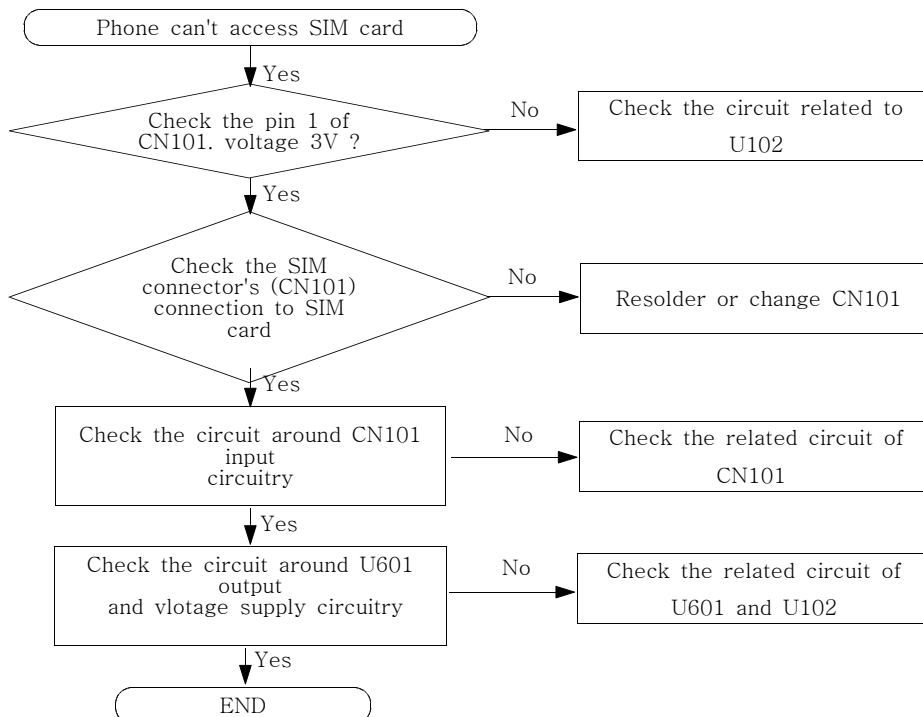 Phone can't access SIM card
Yes
Check the pin 1 of
CN101. voltage 3V ?
No
Check the circuit related to
U102
Yes
Check the SIM
connector's (CN101)
connection to SIM
card
No
Resolder or change CN101
Yes
Check the circuit around CN101
input
circuitry
No
Check the related circuit of
CN101
Yes
Check the circuit around U601
output
and vlotage supply circuitry
No
Check the related circuit of
U601 and U102
Yes
END